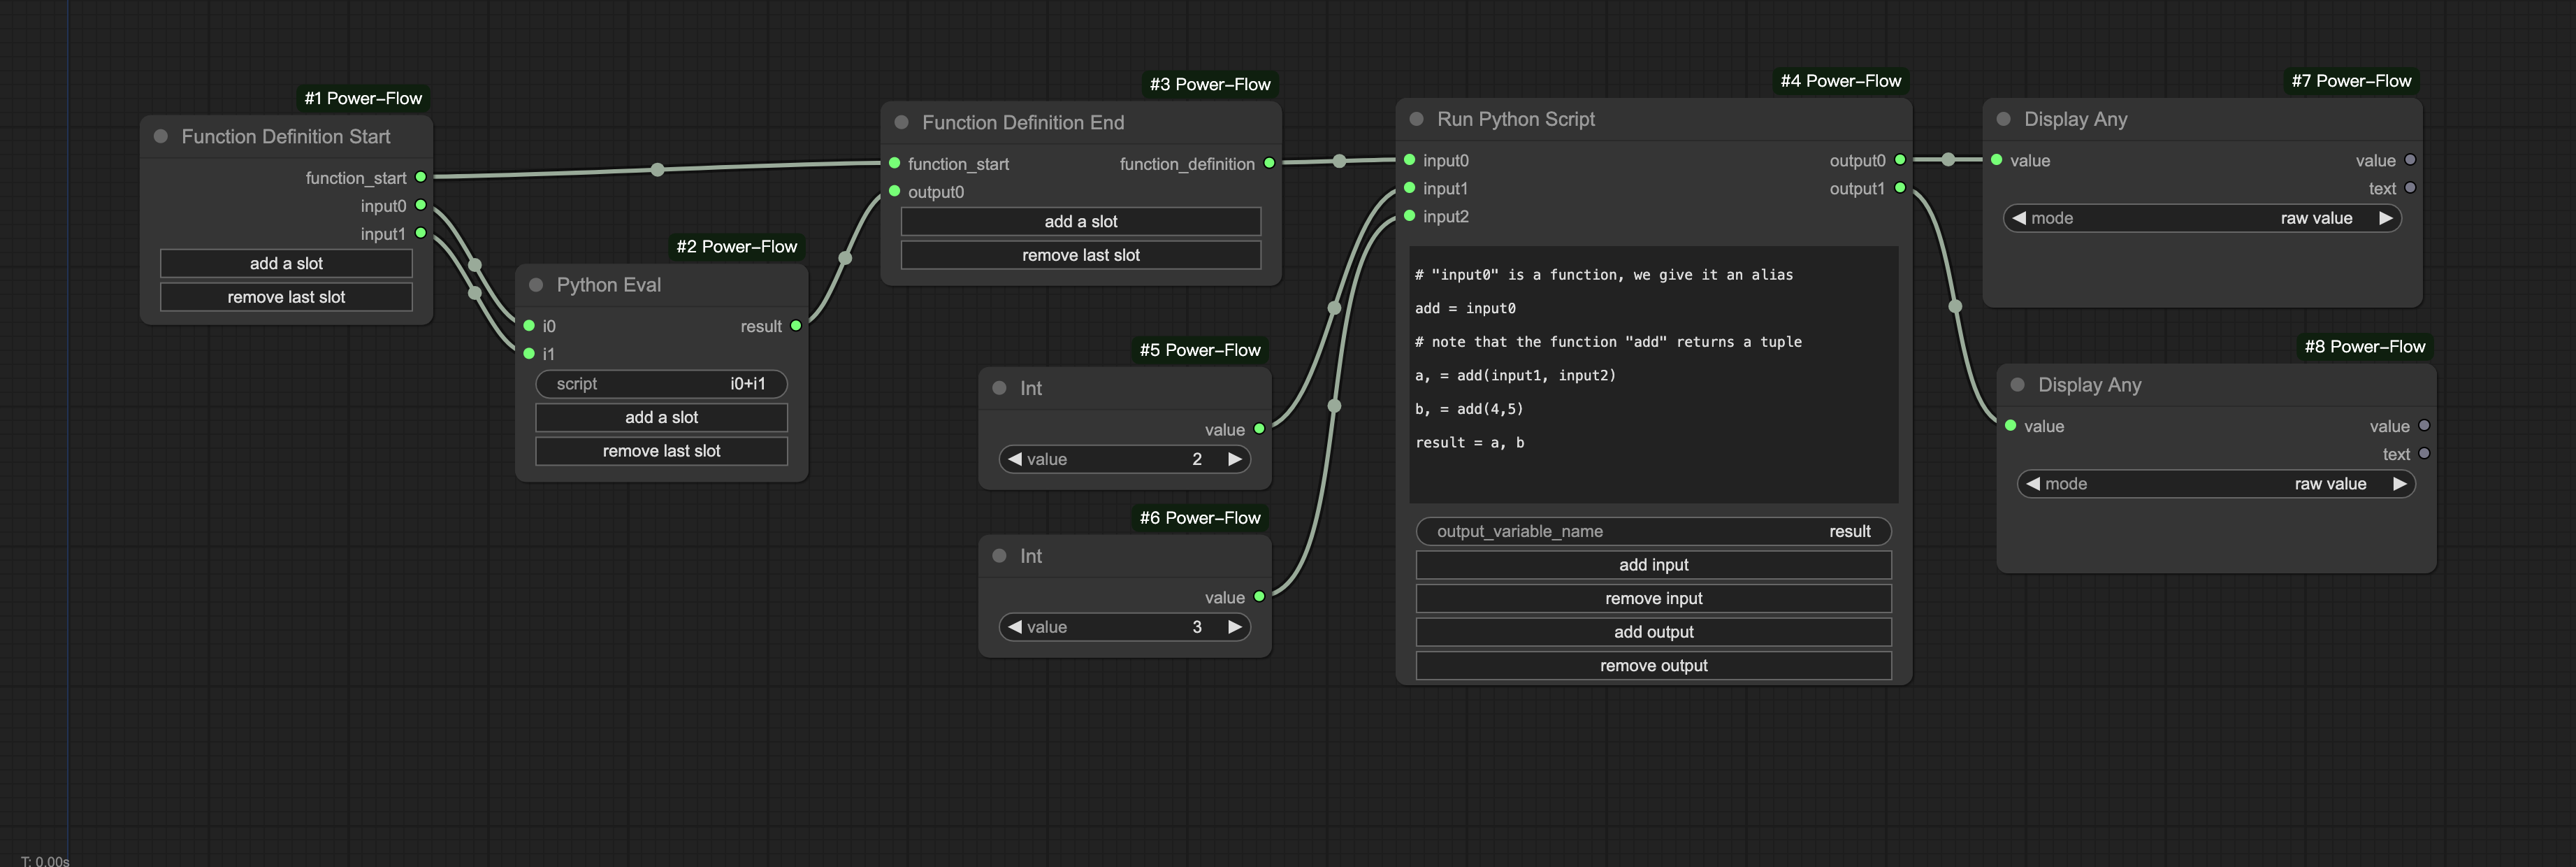 #1 Power-Flow
Function Definition Start
function_start
input0
input1
add a slot
remove last slot
#2 Power-Flow
Python Eval
i0 result
i1
script i0+i1
add a slot
remove last slot
#3 Power-Flow
Function Definition End
function_start function_definition
output0
add a slot
remove last slot
#5 Power-Flow
Int
value
value 2
#6 Power-Flow
Int
value
value 3
#4 Power-Flow
Run Python Script
input0 output0
input1 output1
input2
# "input0" is a function, we give it an alias
add = input0
# note that the function "add" returns a tuple
a, = add(input1, input2)
b, = add(4,5)
result = a, b
output_variable_name result
add input
remove input
add output
remove output
#7 Power-Flow
Display Any
value value
text
mode raw value
#8 Power-Flow
Display Any
value value
text
mode raw value
T: 0.00s